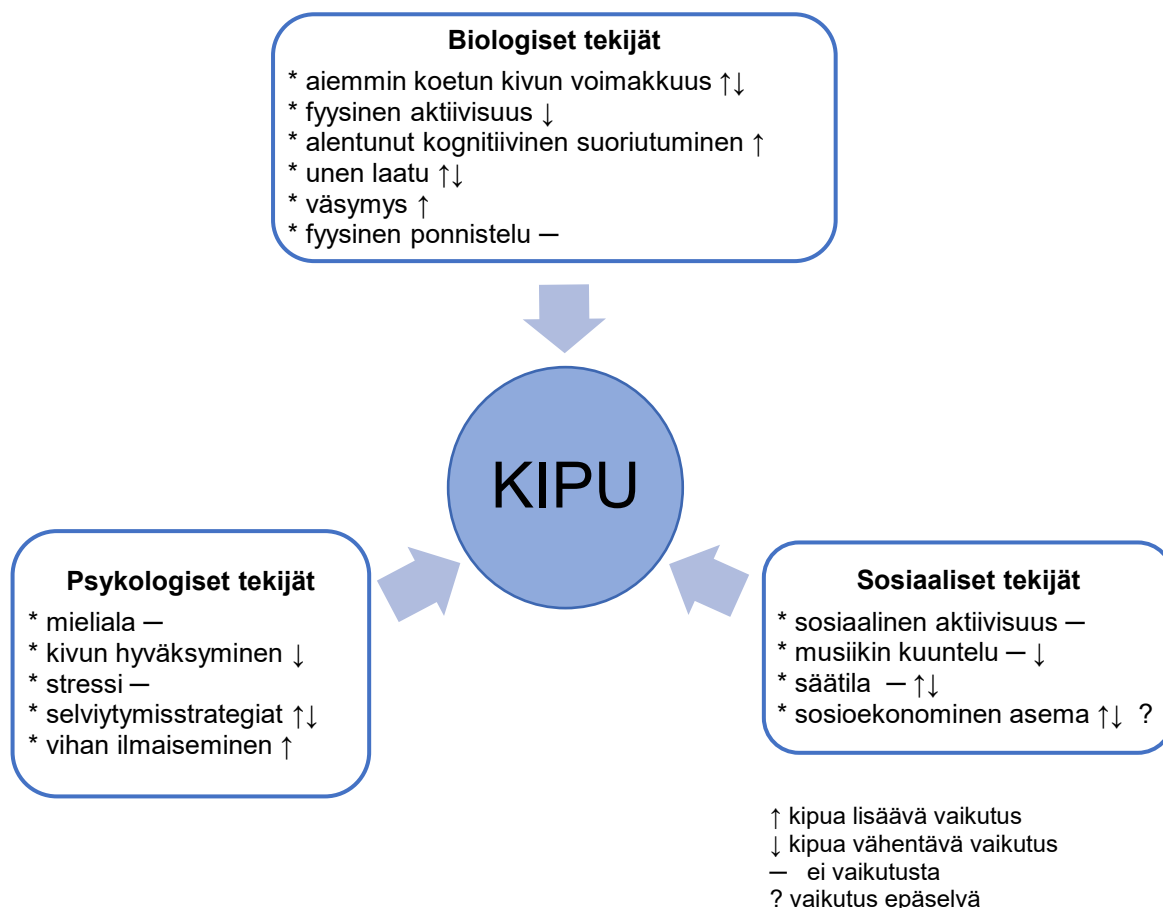 Biologiset tekijät
* aiemmin koetun kivun voimakkuus ↑↓
* fyysinen aktiivisuus ↓
* alentunut kognitiivinen suoriutuminen ↑
* unen laatu ↑↓
* väsymys ↑
* fyysinen ponnistelu –
KIPU
Psykologiset tekijät
* mieliala –
* kivun hyväksyminen ↓
* stressi –
* selviytymisstrategiat ↑↓
* vihan ilmaiseminen ↑
Sosiaaliset tekijät
* sosiaalinen aktiivisuus –
* musiikin kuuntelu – ↓
* säätila – ↑↓
* sosioekonominen asema ↑↓ ?
↑ kipua lisäävä vaikutus
↓ kipua vähentävä vaikutus
– ei vaikutusta
? vaikutus epäselvä